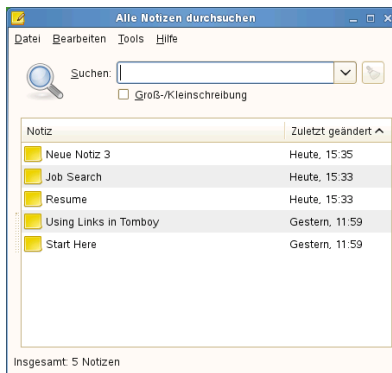 Alle Notizen durchsuchen
Datei Bearbeiten Tools Hilfe
Suchen:
Groß-/Kleinschreibung
Notiz Zuletzt geändert
Neue Notiz 3 Heute, 15:35
Job Search Heute, 15:33
Resume Heute, 15:33
Using Links in Tomboy Gestern, 11:59
Start Here Gestern, 11:59
Insgesamt: 5 Notizen